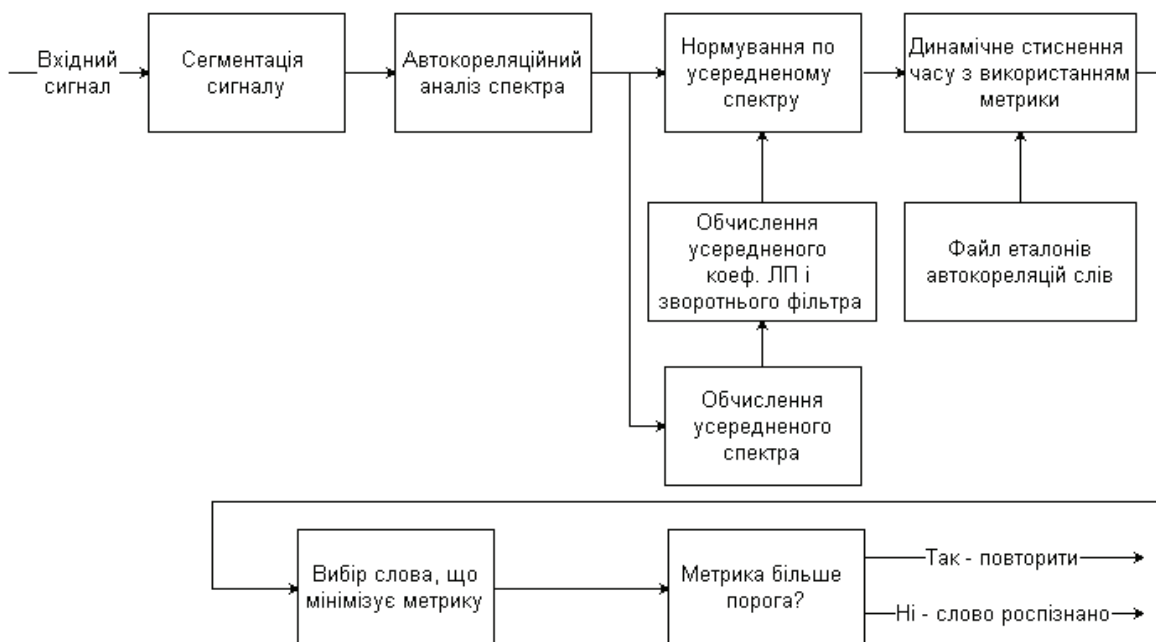 Вхідний
сигнал
Сегментація
сигналу
Автокореляційний
аналіз спектра
Нормування по
усередненому
спектру
Динамічне стиснення
часу з використанням
метрики
Обчислення
усередненого
коеф. ЛП і
зворотнього фільтра
Файл еталонів
автокореляцій слів
Обчислення
усередненого
спектра
Вибір слова, що
мінімізує метрику
Метрика більше
порога?
Так - повторити
Ні - слово роспізнано